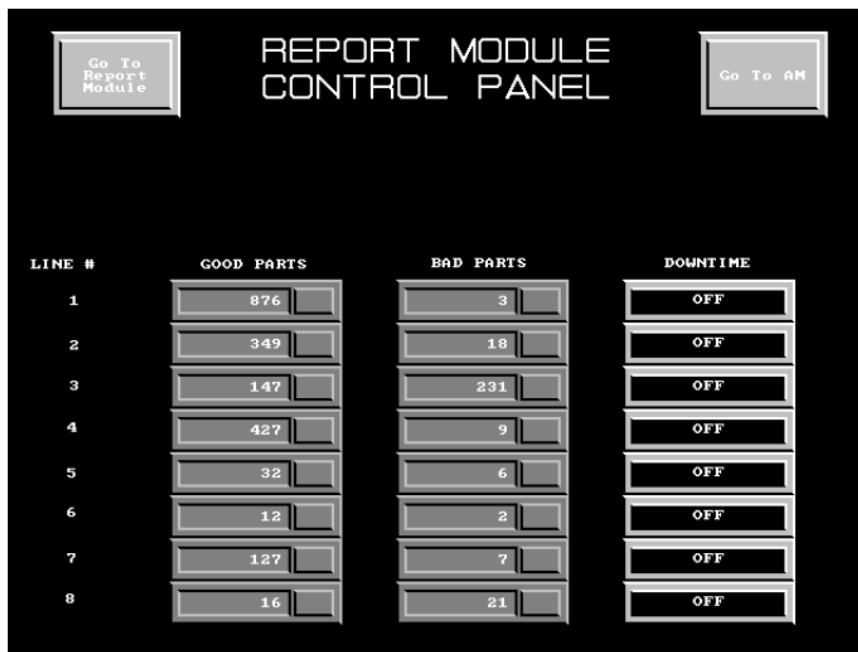 Go To
Report
Module
REPORT MODULE
CONTROL PANEL
Go To AM
LINE # GOOD PARTS BAD PARTS DOWNTIME
1 876 3 OFF
2 349 18 OFF
3 147 231 OFF
4 427 9 OFF
5 32 6 OFF
6 12 2 OFF
7 127 7 OFF
8 16 21 OFF